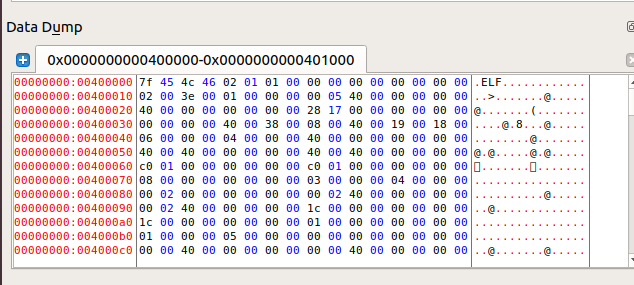 Data Dump
0x0000000000400000-0x0000000000401000
00000000:00400000 7f 45 4c 46 02 01 01 00 00 00 00 00 00 00 00 00 .ELF............
00000000:00400010 02 00 3e 00 01 00 00 00 00 05 40 00 00 00 00 00 ..>.......@.....
00000000:00400020 40 00 00 00 00 00 00 00 28 17 00 00 00 00 00 00 @.......(.......
00000000:00400030 00 00 00 00 40 00 38 00 08 00 40 00 19 00 18 00 ....@.8...@.....
00000000:00400040 06 00 00 00 04 00 00 00 40 00 00 00 00 00 00 00 ........@.......
00000000:00400050 40 00 40 00 00 00 00 00 40 00 40 00 00 00 00 00 @.@.....@.@.....
00000000:00400060 c0 01 00 00 00 00 00 00 c0 01 00 00 00 00 00 00 ▯.......▯.......
00000000:00400070 08 00 00 00 00 00 00 00 03 00 00 00 04 00 00 00 ................
00000000:00400080 00 02 00 00 00 00 00 00 00 02 40 00 00 00 00 00 ..........@.....
00000000:00400090 00 02 40 00 00 00 00 00 1c 00 00 00 00 00 00 00 ..@.............
00000000:004000a0 1c 00 00 00 00 00 00 00 01 00 00 00 00 00 00 00 ................
00000000:004000b0 01 00 00 00 05 00 00 00 00 00 00 00 00 00 00 00 ................
00000000:004000c0 00 00 40 00 00 00 00 00 00 00 40 00 00 00 00 00 ..@.......@.....